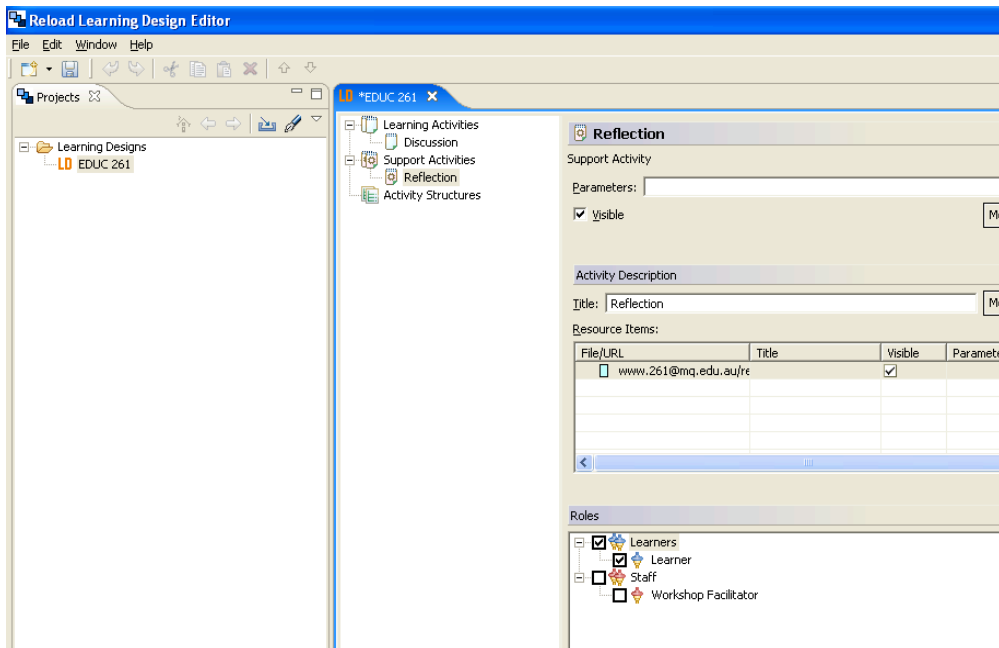 Reload Learning Design Editor
File Edit Window Help
Projects
Learning Designs
LD EDUC 261
LD *EDUC 261
Learning Activities
Discussion
Support Activities
Reflection
Activity Structures
Reflection
Support Activity
Parameters:
Visible
Activity Description
Title: Reflection
Resource Items:
File/URL Title Visible
www.261@mq.edu.au/re
Roles
Learners
Learner
Staff
Workshop Facilitator